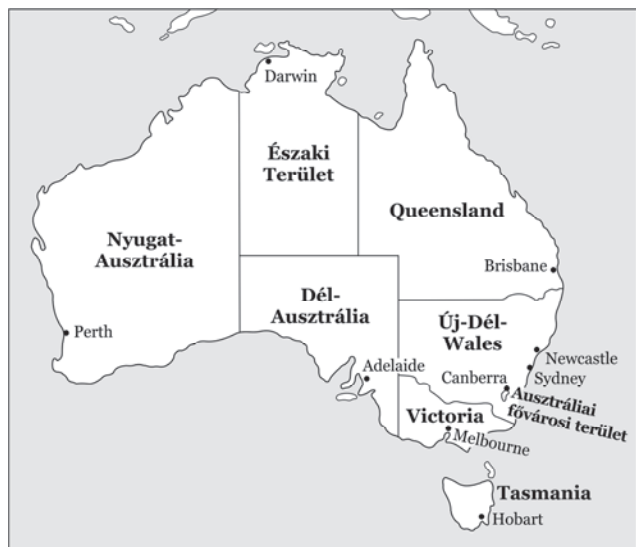 Darwin
Északi
Terület
Queensland
Nyugat-
Ausztrália
Brisbane
Dél-
Ausztrália
Új-Dél-
Wales
Perth
Newcastle
Adelaide
Canberra
Sydney
Ausztráliai
fővárosi terület
Victoria
Melbourne
Tasmania
Hobart